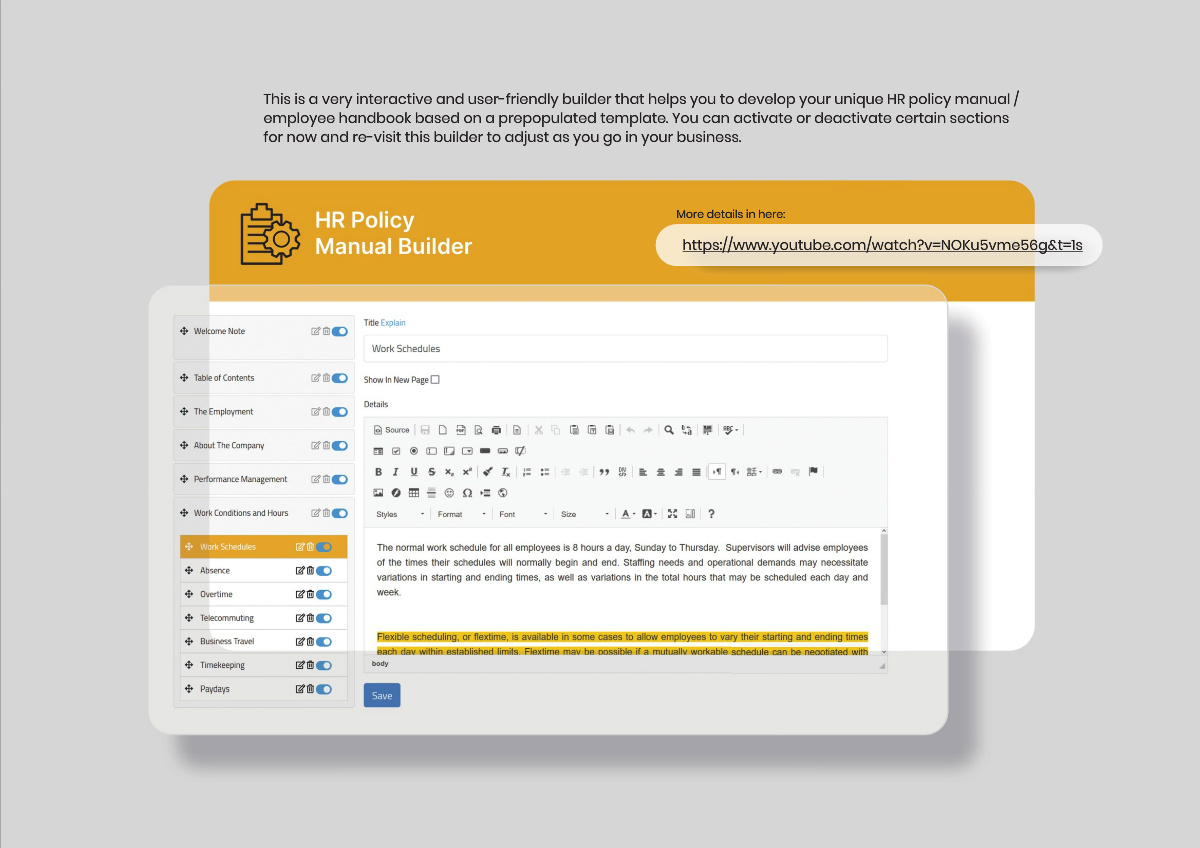 This is a very interactive and user-friendly builder that helps you to develop your unique HR policy manual /
employee handbook based on a prepopulated template. You can activate or deactivate certain sections
for now and re-visit this builder to adjust as you go in your business.
HR Policy
Manual Builder
More details in here:
https://www.youtube.com/watch?v=NOKu5vme56g&t=1s
Welcome Note
Table of Contents
The Employment
About The Company
Performance Management
Work Conditions and Hours
Work Schedules
Absence
Overtime
Telecommuting
Business Travel
Timekeeping
Paydays
Title Explain
Work Schedules
Show In New Page
Details
Source
Styles Format Font Size
The normal work schedule for all employees is 8 hours a day, Sunday to Thursday. Supervisors will advise employees
of the times their schedules will normally begin and end. Staffing needs and operational demands may necessitate
variations in starting and ending times, as well as variations in the total hours that may be scheduled each day and
week.
Flexible scheduling, or flextime, is available in some cases to allow employees to vary their starting and ending times
each day within established limits. Flextime may be possible if a mutually workable schedule can be negotiated with
body
Save